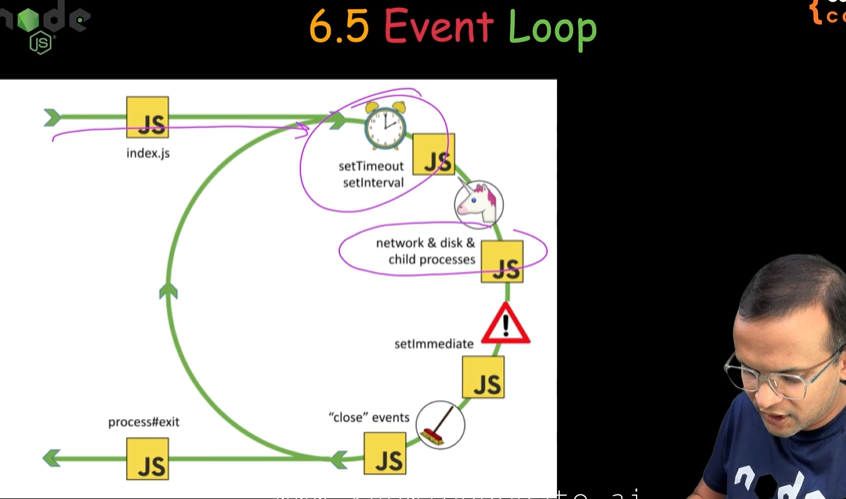 node
JS
6.5 Event Loop
JS
index.js
setTimeout
setInterval
JS
network & disk &
child processes
JS
setImmediate
JS
"close" events
JS
process#exit
JS